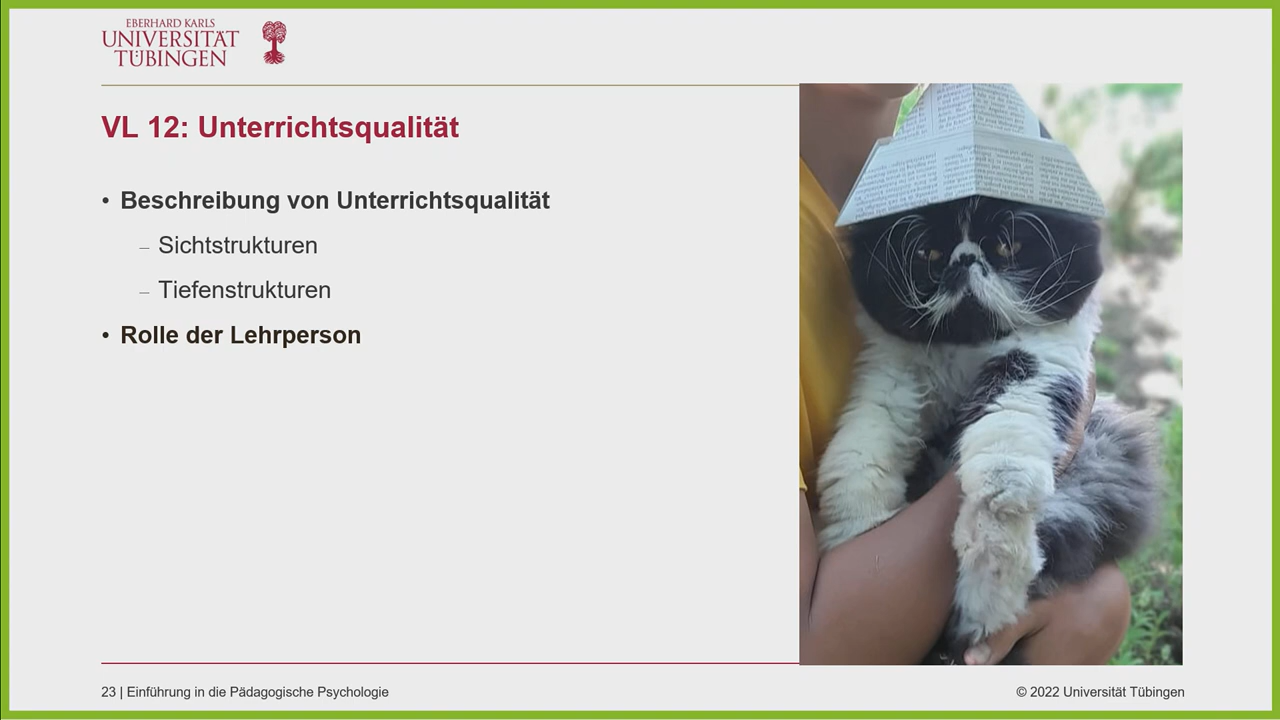 EBERHARD KARLS
UNIVERSITÄT
TÜBINGEN
VL 12: Unterrichtsqualität
• Beschreibung von Unterrichtsqualität
– Sichtstrukturen
– Tiefenstrukturen
• Rolle der Lehrperson
23 | Einführung in die Pädagogische Psychologie
© 2022 Universität Tübingen